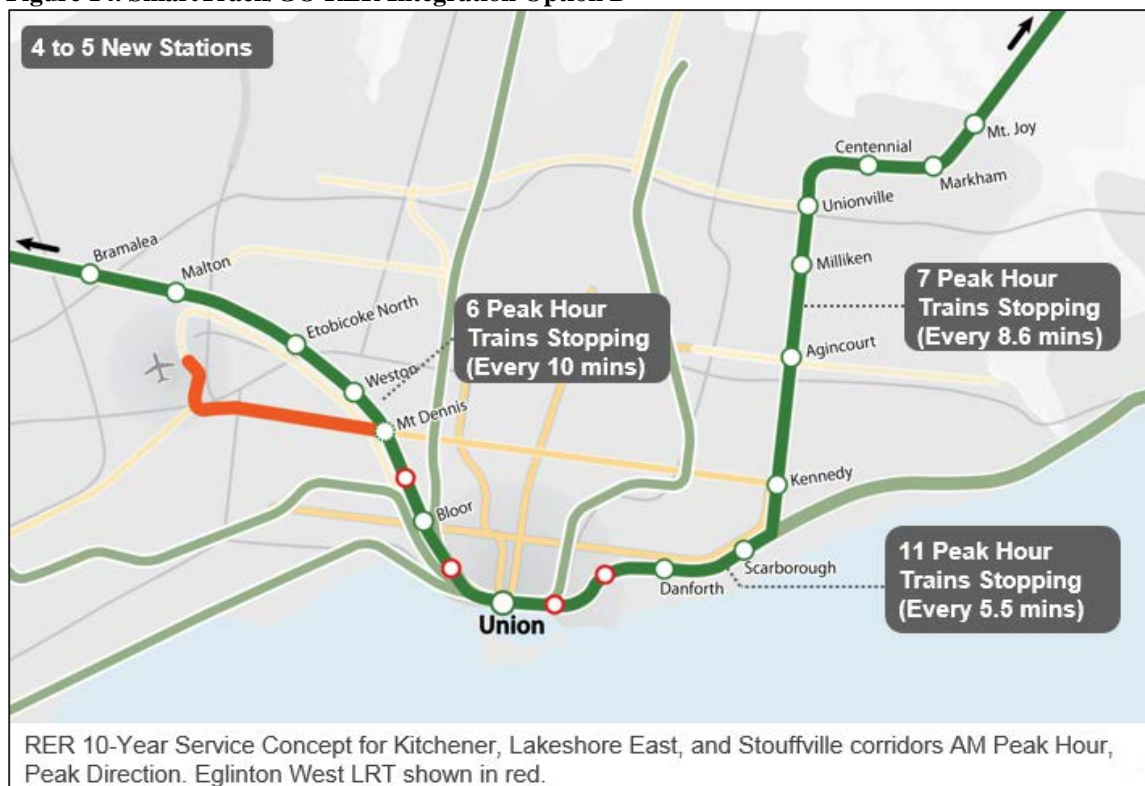 4 to 5 New Stations
Mt. Joy
Centennial
Markham
Unionville
Bramalea
Malton
Milliken
7 Peak Hour
Trains Stopping
(Every 8.6 mins)
Etobicoke North
6 Peak Hour
Trains Stopping
(Every 10 mins)
Agincourt
Weston
Mt Dennis
Kennedy
Bloor
11 Peak Hour
Trains Stopping
(Every 5.5 mins)
Scarborough
Danforth
Union
RER 10-Year Service Concept for Kitchener, Lakeshore East, and Stouffville corridors AM Peak Hour,
Peak Direction. Eglinton West LRT shown in red.